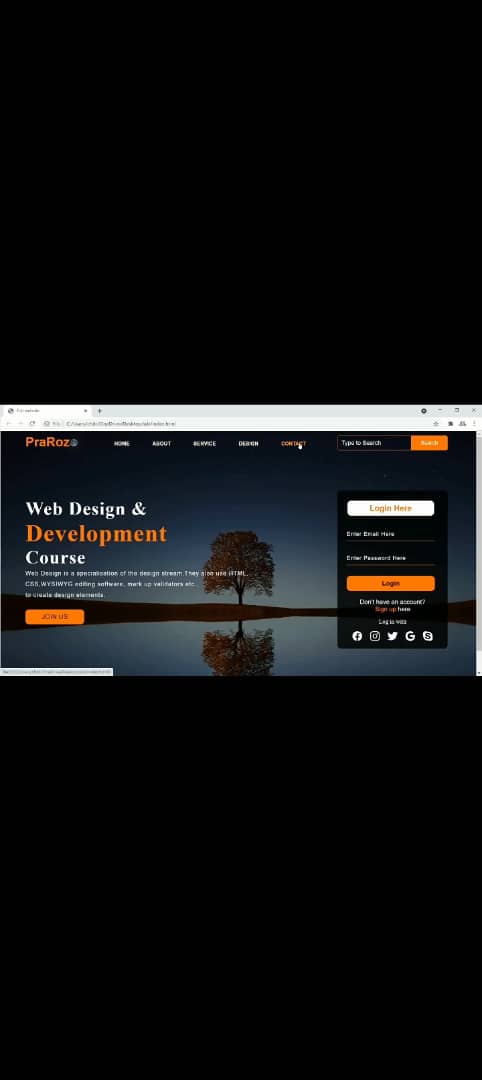 PraRoz
HOME
ABOUT
SERVICE
DESIGN
CONTACT
Type to Search
Search
Web Design &
Development
Course
Web Design is a specialisation of the design stream.They also use HTML,
CSS,WYSIWYG editing software, mark up validators etc.
to create design elements.
JOIN US
Login Here
Enter Email Here
Enter Password Here
Login
Don't have an account?
Sign up here
Log in with